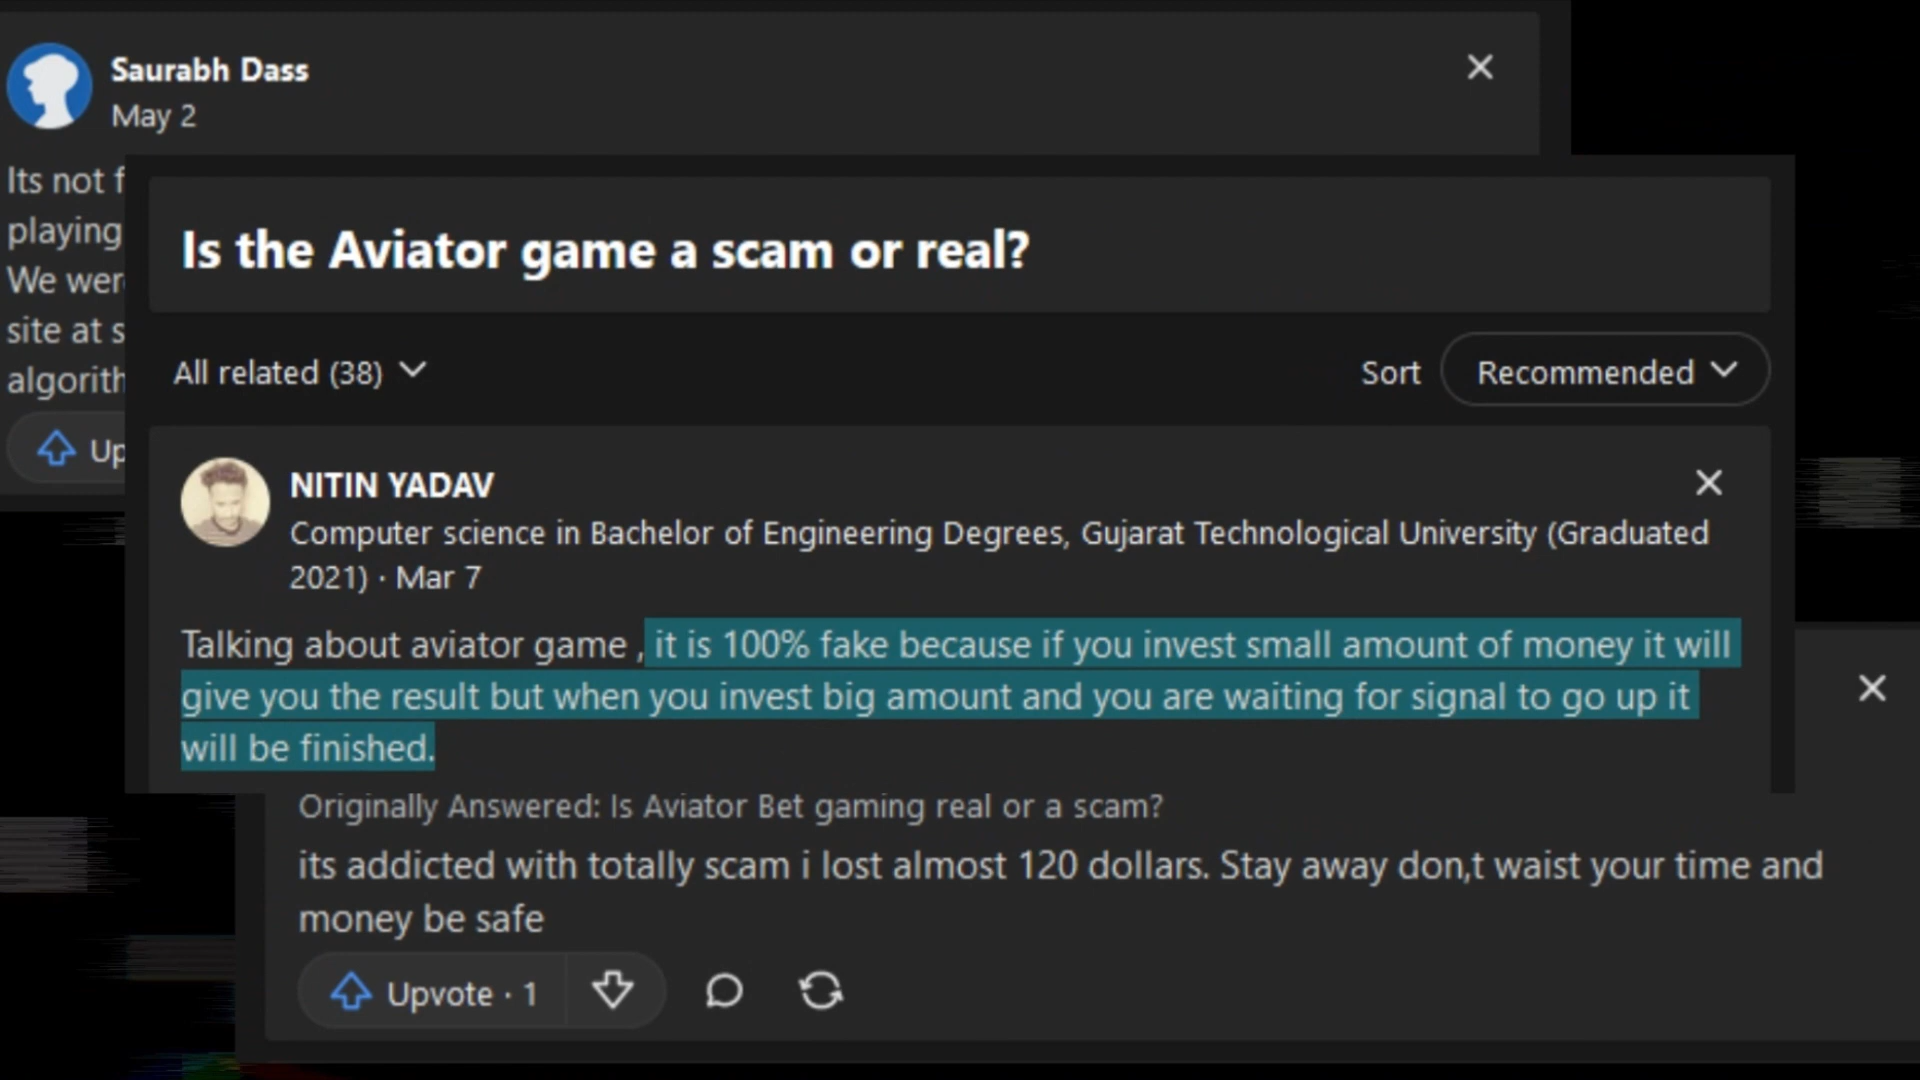 Saurabh Dass
May 2
Its not f
playing
We wer
site at s
algorith
Up
Is the Aviator game a scam or real?
All related (38)
Sort Recommended
NITIN YADAV
Computer science in Bachelor of Engineering Degrees, Gujarat Technological University (Graduated
2021) · Mar 7
Talking about aviator game , it is 100% fake because if you invest small amount of money it will
give you the result but when you invest big amount and you are waiting for signal to go up it
will be finished.
Originally Answered: Is Aviator Bet gaming real or a scam?
its addicted with totally scam i lost almost 120 dollars. Stay away don,t waist your time and
money be safe
Upvote · 1